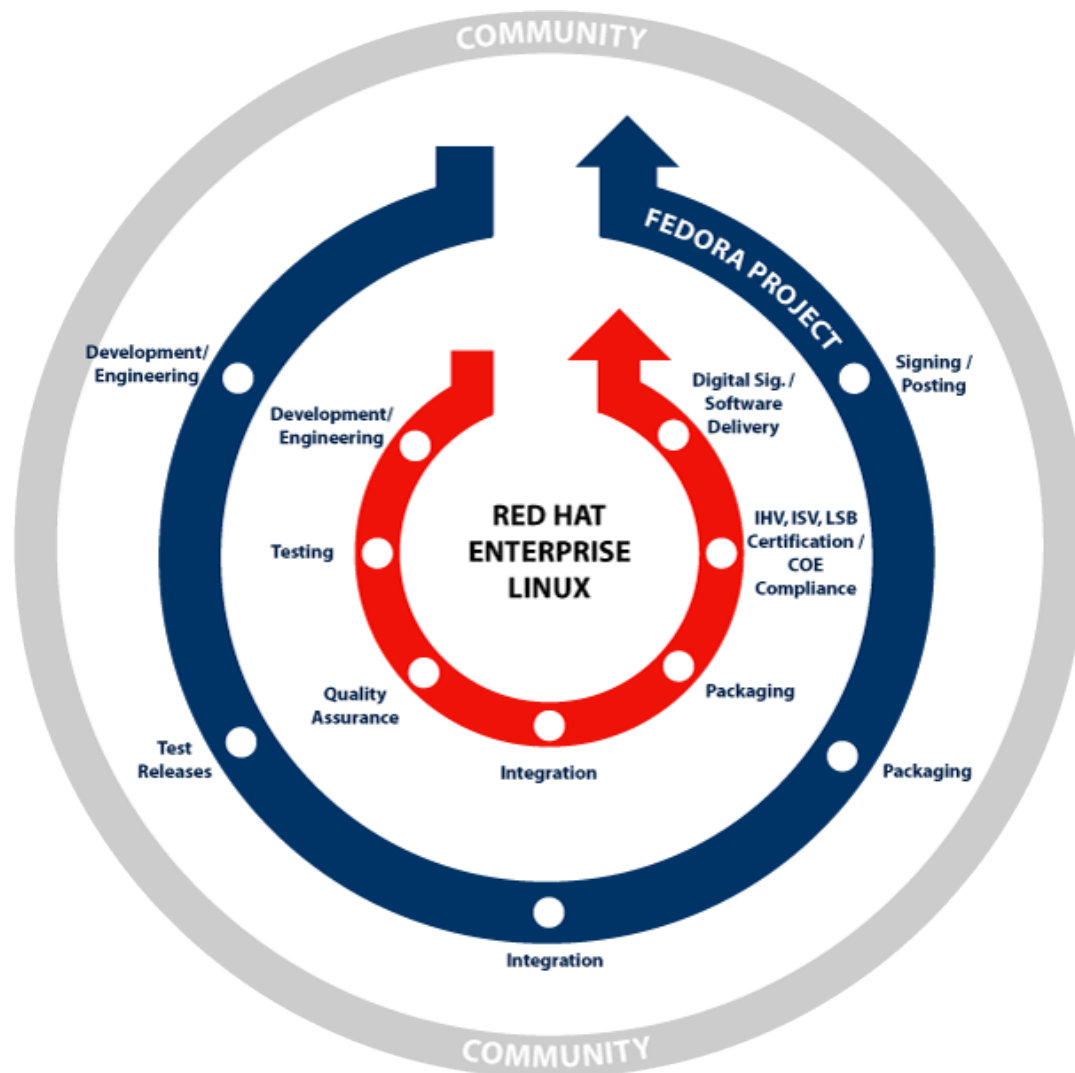 COMMUNITY
FEDORA PROJECT
Development/
Engineering
Signing /
Posting
Digital Sig. /
Software
Delivery
Development/
Engineering
RED HAT
ENTERPRISE
LINUX
IHV, ISV, LSB
Certification /
COE
Compliance
Testing
Quality
Assurance
Packaging
Integration
Test
Releases
Packaging
Integration
COMMUNITY